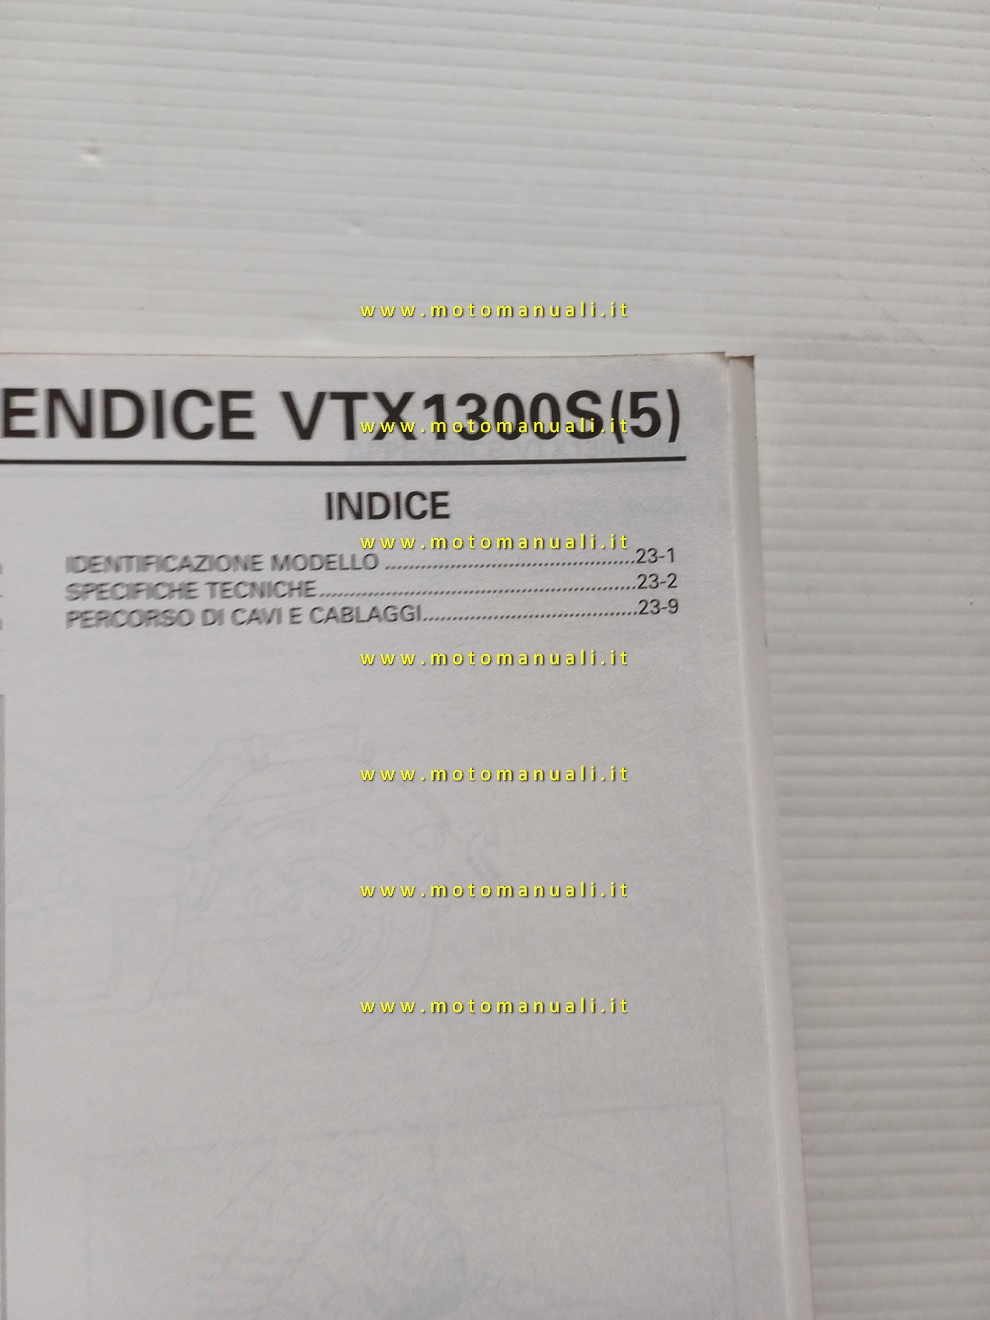 www.motomanuali.it
ENDICE VTX1300S(5)
www.motomanuali.it
INDICE
www.motomanuali.it
IDENTIFICAZIONE MODELLO ..........................................23-1
SPECIFICHE TECNICHE.....................................................23-2
PERCORSO DI CAVI E CABLAGGI....................................23-9
www.motomanuali.it
www.motomanuali.it
www.motomanuali.it
www.motomanuali.it